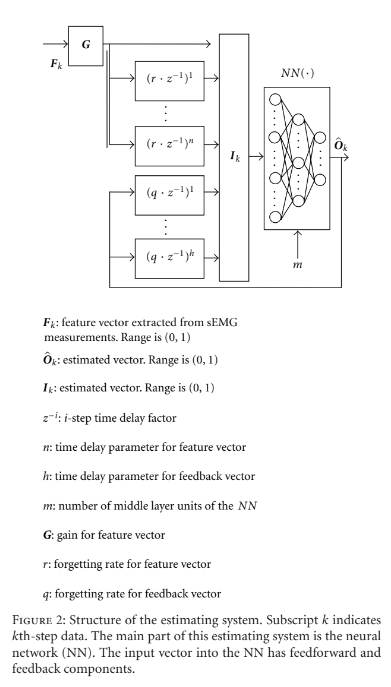 G
F_k
(r · z⁻¹)¹
⋮
(r · z⁻¹)ⁿ
(q · z⁻¹)¹
⋮
(q · z⁻¹)ʰ
I_k
NN(·)
Ô_k
m
F_k: feature vector extracted from sEMG
measurements. Range is (0, 1)
Ô_k: estimated vector. Range is (0, 1)
I_k: estimated vector. Range is (0, 1)
z⁻ⁱ: i-step time delay factor
n: time delay parameter for feature vector
h: time delay parameter for feedback vector
m: number of middle layer units of the NN
G: gain for feature vector
r: forgetting rate for feature vector
q: forgetting rate for feedback vector
FIGURE 2: Structure of the estimating system. Subscript k indicates
kth-step data. The main part of this estimating system is the neural
network (NN). The input vector into the NN has feedforward and
feedback components.